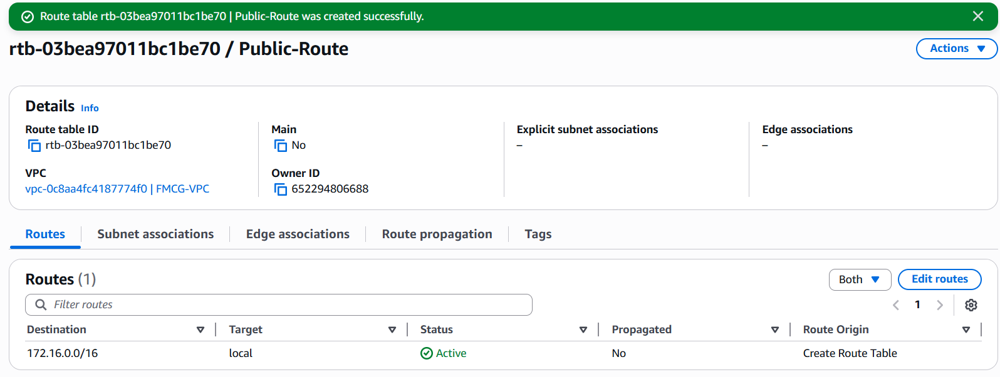 Route table rtb-03bea97011bc1be70 | Public-Route was created successfully.
rtb-03bea97011bc1be70 / Public-Route
Actions
Details Info
Route table ID
rtb-03bea97011bc1be70
Main
No
Explicit subnet associations
–
Edge associations
–
VPC
vpc-0c8aa4fc4187774f0 | FMCG-VPC
Owner ID
652294806688
Routes Subnet associations Edge associations Route propagation Tags
Routes (1)
Both Edit routes
Filter routes
1
Destination Target Status Propagated Route Origin
172.16.0.0/16 local Active No Create Route Table